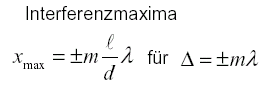 Interferenzmaxima
x_max = ±m ℓ/d λ für Δ = ±mλ